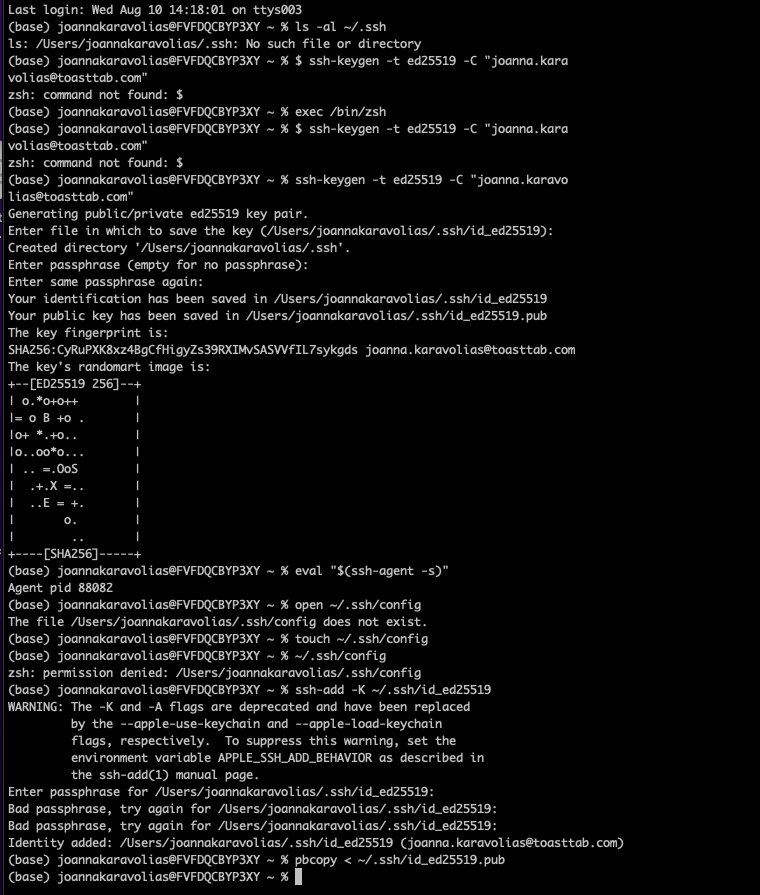 Last login: Wed Aug 10 14:18:01 on ttys003
(base) joannakaravolias@FVFDQCBYP3XY ~ % ls -al ~/.ssh
ls: /Users/joannakaravolias/.ssh: No such file or directory
(base) joannakaravolias@FVFDQCBYP3XY ~ % $ ssh-keygen -t ed25519 -C "joanna.kara
volias@toasttab.com"
zsh: command not found: $
(base) joannakaravolias@FVFDQCBYP3XY ~ % exec /bin/zsh
(base) joannakaravolias@FVFDQCBYP3XY ~ % $ ssh-keygen -t ed25519 -C "joanna.kara
volias@toasttab.com"
zsh: command not found: $
(base) joannakaravolias@FVFDQCBYP3XY ~ % ssh-keygen -t ed25519 -C "joanna.karavo
lias@toasttab.com"
Generating public/private ed25519 key pair.
Enter file in which to save the key (/Users/joannakaravolias/.ssh/id_ed25519):
Created directory '/Users/joannakaravolias/.ssh'.
Enter passphrase (empty for no passphrase):
Enter same passphrase again:
Your identification has been saved in /Users/joannakaravolias/.ssh/id_ed25519
Your public key has been saved in /Users/joannakaravolias/.ssh/id_ed25519.pub
The key fingerprint is:
SHA256:CyRuPXK8xz4BgCfHigyZs39RXIMvSASVVfIL7sykgds joanna.karavolias@toasttab.com
The key's randomart image is:
+--[ED25519 256]--+
| o.*o+o++        |
|= o B +o .       |
|o+ *.+o..        |
|o..oo*o...       |
| .. =.OoS        |
|  .+.X =..       |
|  ..E = +.       |
|       o.        |
|        ..       |
+----[SHA256]-----+
(base) joannakaravolias@FVFDQCBYP3XY ~ % eval "$(ssh-agent -s)"
Agent pid 88082
(base) joannakaravolias@FVFDQCBYP3XY ~ % open ~/.ssh/config
The file /Users/joannakaravolias/.ssh/config does not exist.
(base) joannakaravolias@FVFDQCBYP3XY ~ % touch ~/.ssh/config
(base) joannakaravolias@FVFDQCBYP3XY ~ % ~/.ssh/config
zsh: permission denied: /Users/joannakaravolias/.ssh/config
(base) joannakaravolias@FVFDQCBYP3XY ~ % ssh-add -K ~/.ssh/id_ed25519
WARNING: The -K and -A flags are deprecated and have been replaced
         by the --apple-use-keychain and --apple-load-keychain
         flags, respectively.  To suppress this warning, set the
         environment variable APPLE_SSH_ADD_BEHAVIOR as described in
         the ssh-add(1) manual page.
Enter passphrase for /Users/joannakaravolias/.ssh/id_ed25519:
Bad passphrase, try again for /Users/joannakaravolias/.ssh/id_ed25519:
Bad passphrase, try again for /Users/joannakaravolias/.ssh/id_ed25519:
Identity added: /Users/joannakaravolias/.ssh/id_ed25519 (joanna.karavolias@toasttab.com)
(base) joannakaravolias@FVFDQCBYP3XY ~ % pbcopy < ~/.ssh/id_ed25519.pub
(base) joannakaravolias@FVFDQCBYP3XY ~ %